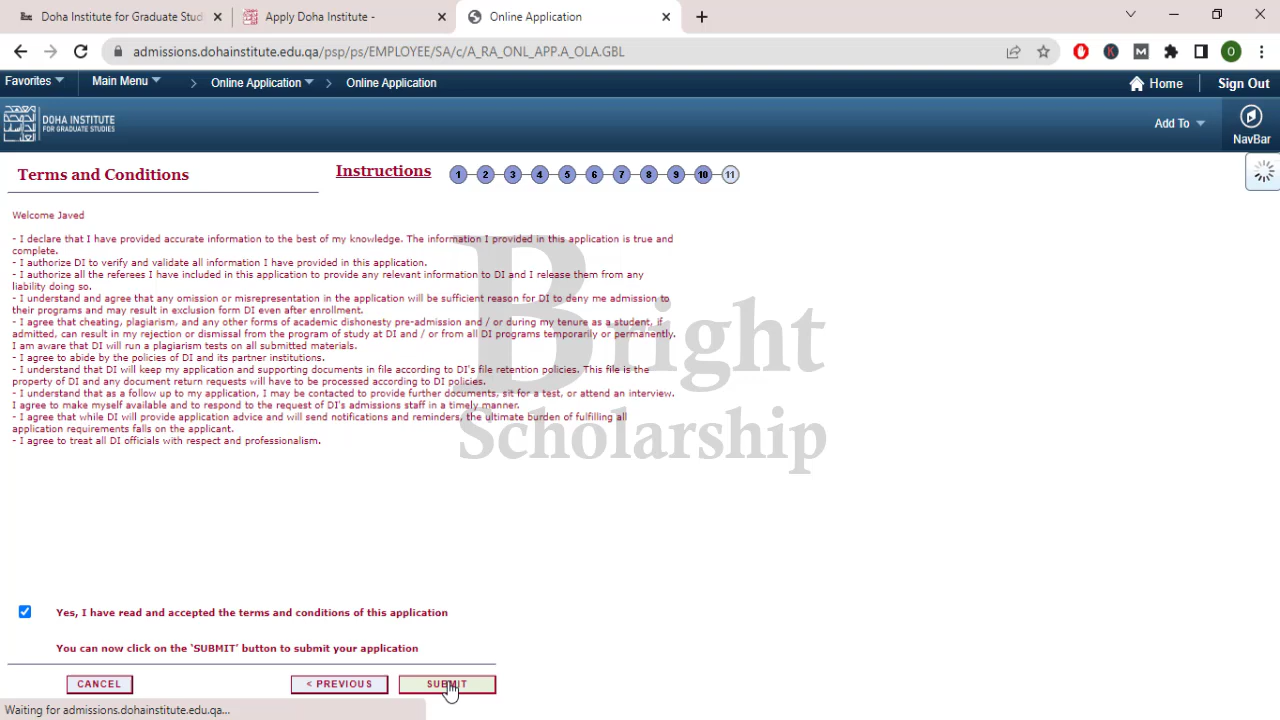 Doha Institute for Graduate Stud
Apply Doha Institute -
Online Application
admissions.dohainstitute.edu.qa/psp/ps/EMPLOYEE/SA/c/A_RA_ONL_APP.A_OLA.GBL
K
M
O
Favorites
Main Menu
Online Application
Online Application
Home
Sign Out
DOHA INSTITUTE
FOR GRADUATE STUDIES
Add To
NavBar
Terms and Conditions
Instructions
1 2 3 4 5 6 7 8 9 10 11
Welcome Javed
- I declare that I have provided accurate information to the best of my knowledge. The information I provided in this application is true and
complete.
- I authorize DI to verify and validate all information I have provided in this application.
- I authorize all the referees I have included in this application to provide any relevant information to DI and I release them from any
liability doing so.
- I understand and agree that any omission or misrepresentation in the application will be sufficient reason for DI to deny me admission to
their programs and may result in exclusion form DI even after enrollment.
- I agree that cheating, plagiarism, and any other forms of academic dishonesty pre-admission and / or during my tenure as a student, if
admitted, can result in my rejection or dismissal from the program of study at DI and / or from all DI programs temporarily or permanently.
I am aware that DI will run a plagiarism tests on all submitted materials.
- I agree to abide by the policies of DI and its partner institutions.
- I understand that DI will keep my application and supporting documents in file according to DI's file retention policies. This file is the
property of DI and any document return requests will have to be processed according to DI policies.
- I understand that as a follow up to my application, I may be contacted to provide further documents, sit for a test, or attend an interview.
I agree to make myself available and to respond to the request of DI's admissions staff in a timely manner.
- I agree that while DI will provide application advice and will send notifications and reminders, the ultimate burden of fulfilling all
application requirements falls on the applicant.
- I agree to treat all DI officials with respect and professionalism.
Bright
Scholarship
Yes, I have read and accepted the terms and conditions of this application
You can now click on the 'SUBMIT' button to submit your application
CANCEL
< PREVIOUS
SUBMIT
Waiting for admissions.dohainstitute.edu.qa...